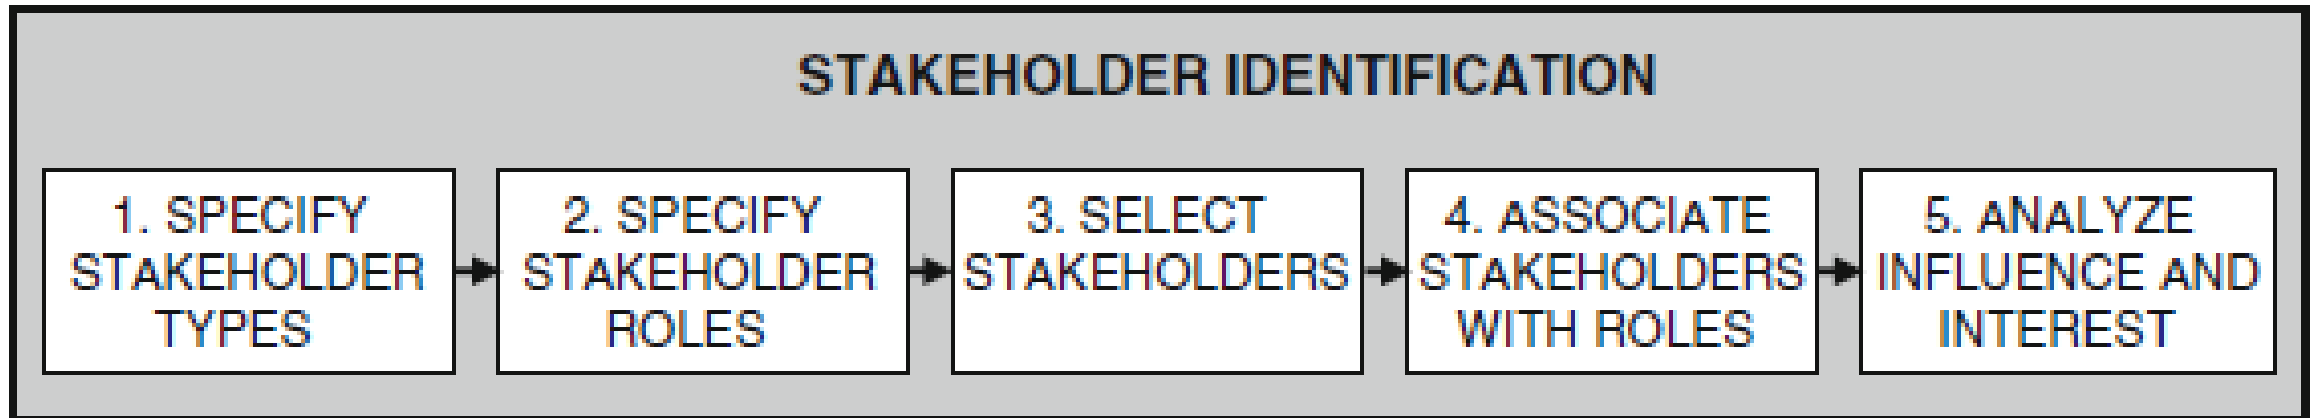 STAKEHOLDER IDENTIFICATION
1. SPECIFY
STAKEHOLDER
TYPES
2. SPECIFY
STAKEHOLDER
ROLES
3. SELECT
STAKEHOLDERS
4. ASSOCIATE
STAKEHOLDERS
WITH ROLES
5. ANALYZE
INFLUENCE AND
INTEREST